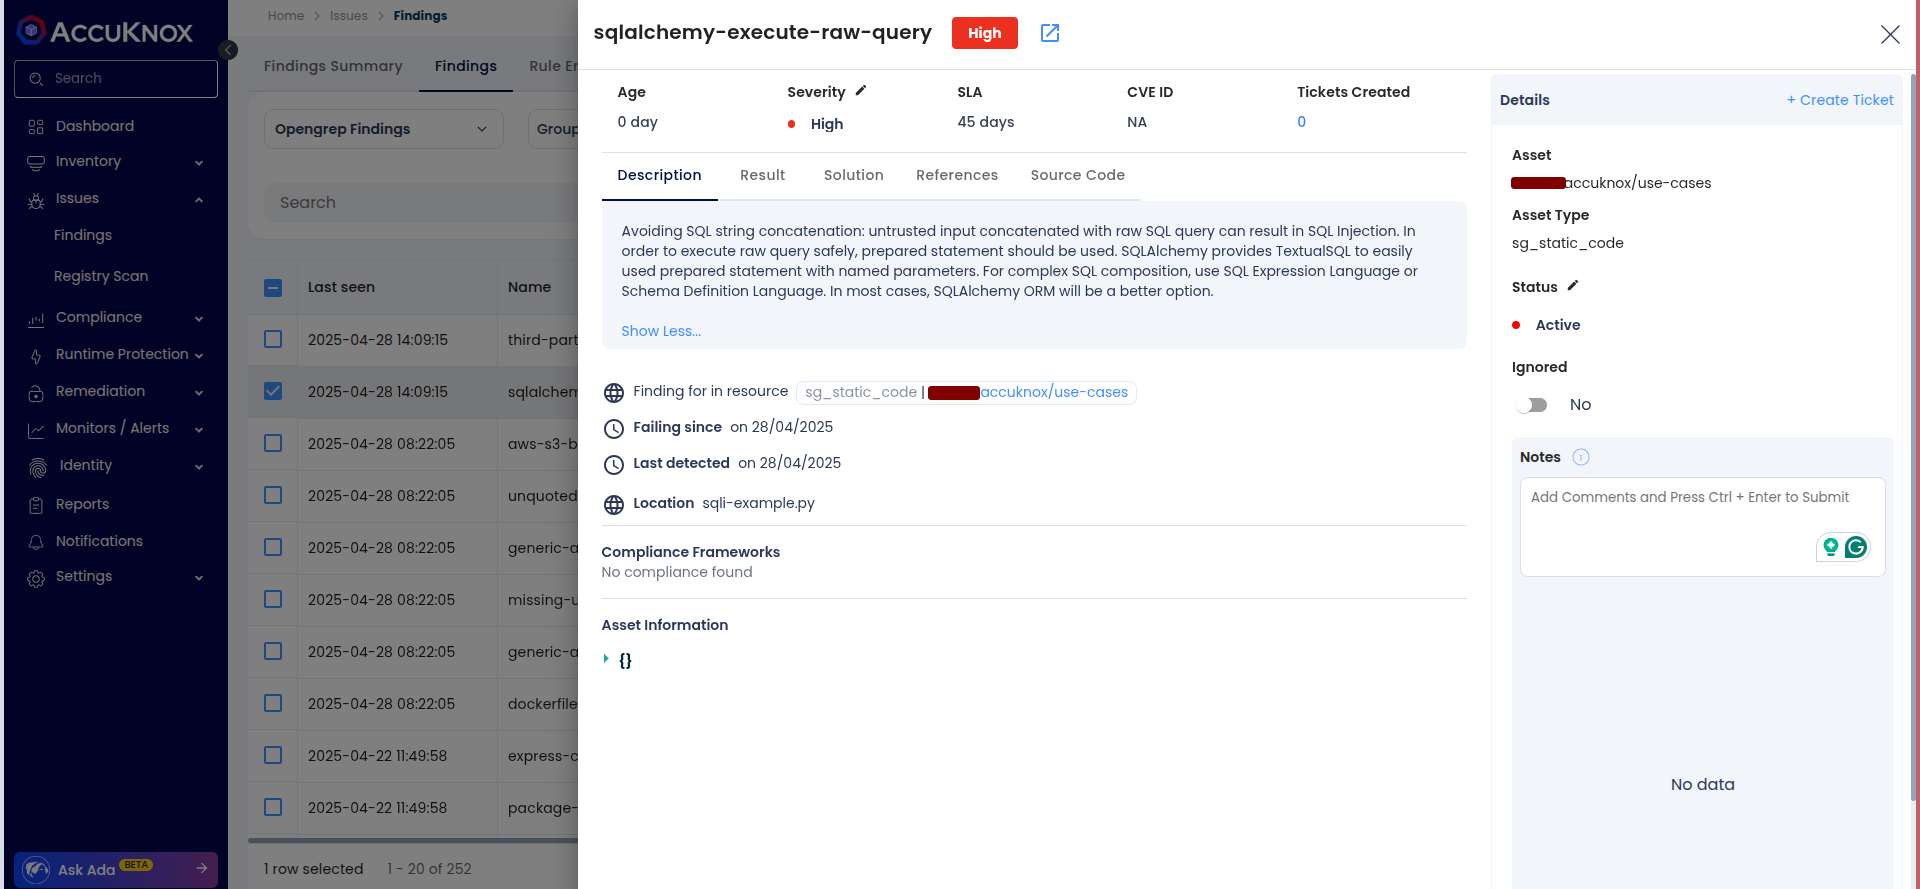 ACCUKNOX
Search
Dashboard
Inventory
Issues
Findings
Registry Scan
Compliance
Runtime Protection
Remediation
Monitors / Alerts
Identity
Reports
Notifications
Settings
Ask Ada BETA
Home > Issues > Findings
Findings Summary Findings Rule En
Opengrep Findings Group
Search
Last seen Name
2025-04-28 14:09:15 third-part
2025-04-28 14:09:15 sqlalchem
2025-04-28 08:22:05 aws-s3-b
2025-04-28 08:22:05 unquoted
2025-04-28 08:22:05 generic-a
2025-04-28 08:22:05 missing-u
2025-04-28 08:22:05 generic-a
2025-04-28 08:22:05 dockerfile
2025-04-22 11:49:58 express-c
2025-04-22 11:49:58 package-
1 row selected 1 - 20 of 252
sqlalchemy-execute-raw-query High
Age Severity SLA CVE ID Tickets Created
0 day High 45 days NA 0
Description Result Solution References Source Code
Avoiding SQL string concatenation: untrusted input concatenated with raw SQL query can result in SQL Injection. In
order to execute raw query safely, prepared statement should be used. SQLAlchemy provides TextualSQL to easily
used prepared statement with named parameters. For complex SQL composition, use SQL Expression Language or
Schema Definition Language. In most cases, SQLAlchemy ORM will be a better option.
Show Less...
Finding for in resource sg_static_code | accuknox/use-cases
Failing since on 28/04/2025
Last detected on 28/04/2025
Location sqli-example.py
Compliance Frameworks
No compliance found
Asset Information
{}
Details + Create Ticket
Asset
accuknox/use-cases
Asset Type
sg_static_code
Status
Active
Ignored
No
Notes
Add Comments and Press Ctrl + Enter to Submit
No data